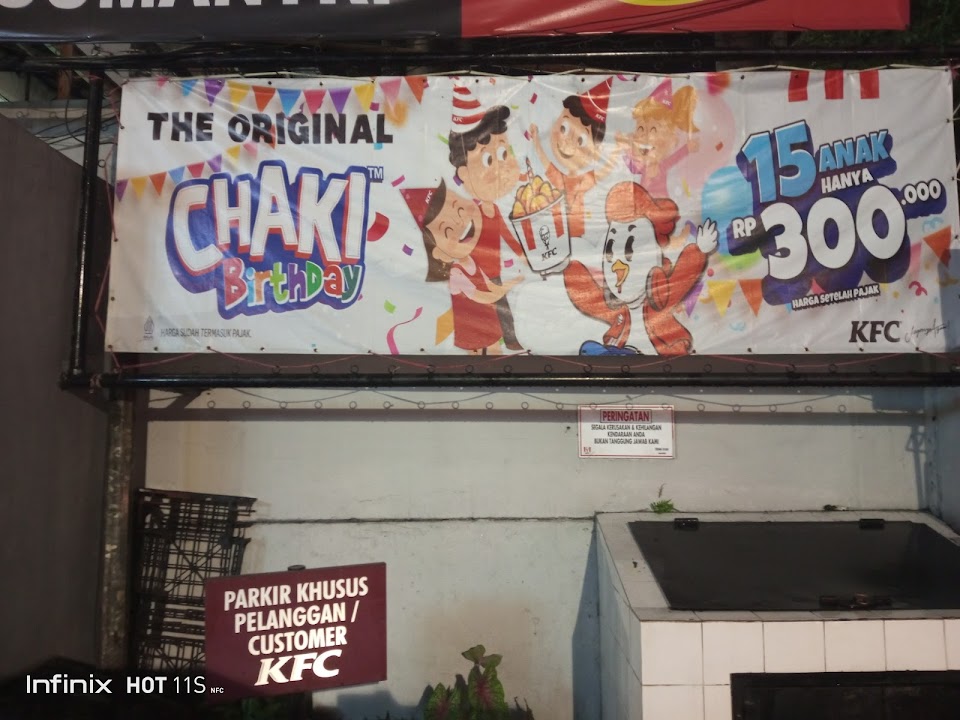 THE ORIGINAL
CHAKI™
Birthday
HARGA SUDAH TERMASUK PAJAK
KFC
KFC
KFC
15 ANAK
HANYA
RP 300.000
HARGA SETELAH PAJAK
KFC
PERINGATAN
SEGALA KERUSAKAN & KEHILANGAN
KENDARAAN ANDA
BUKAN TANGGUNG JAWAB KAMI
PARKIR KHUSUS
PELANGGAN /
CUSTOMER
KFC
Infinix HOT 11S NFC